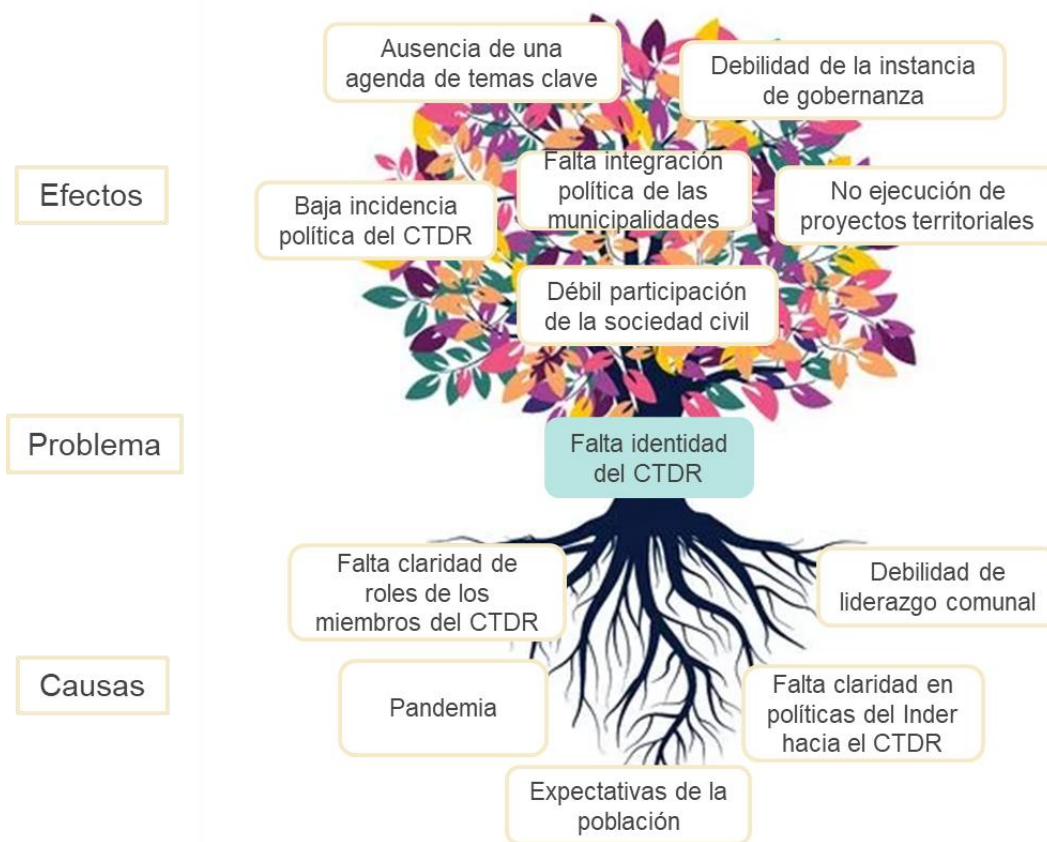 Ausencia de una
agenda de temas clave
Debilidad de la instancia
de gobernanza
Efectos
Baja incidencia
política del CTDR
Falta integración
política de las
municipalidades
No ejecución de
proyectos territoriales
Débil participación
de la sociedad civil
Problema
Falta identidad
del CTDR
Falta claridad de
roles de los
miembros del CTDR
Debilidad de
liderazgo comunal
Causas
Pandemia
Falta claridad en
políticas del Inder
hacia el CTDR
Expectativas de la
población